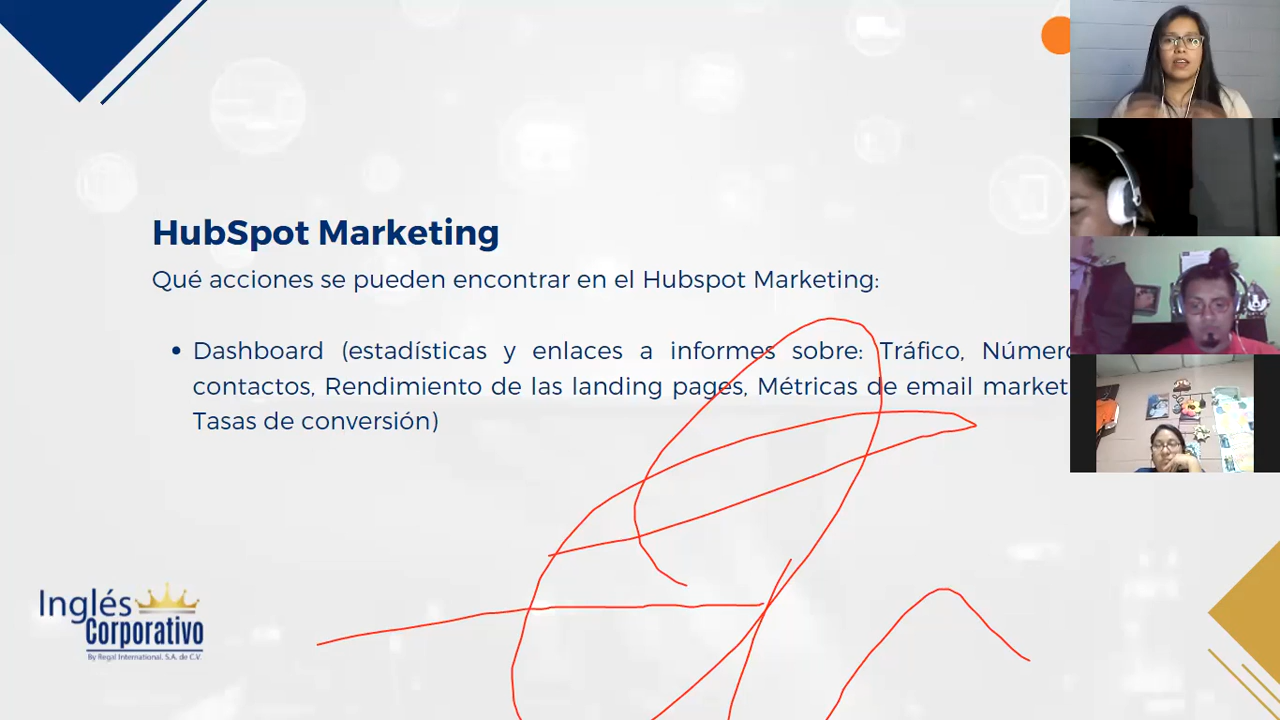 HubSpot Marketing
Qué acciones se pueden encontrar en el Hubspot Marketing:
• Dashboard (estadísticas y enlaces a informes sobre: Tráfico, Número
contactos, Rendimiento de las landing pages, Métricas de email market
Tasas de conversión)
Inglés
Corporativo
By Regal International, S.A. de C.V.